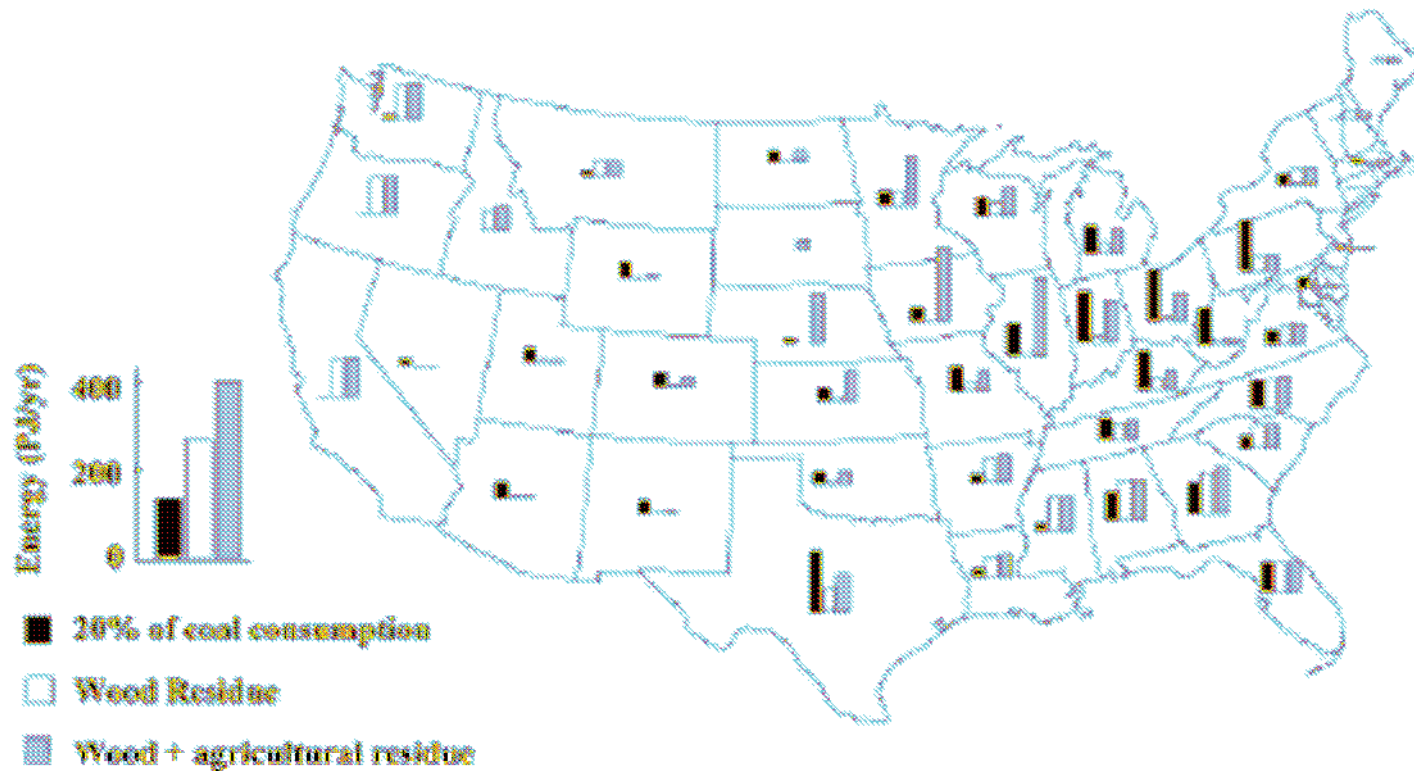 Energy (PJ/yr)
400
200
0
20% of coal consumption
Wood Residue
Wood + agricultural residue